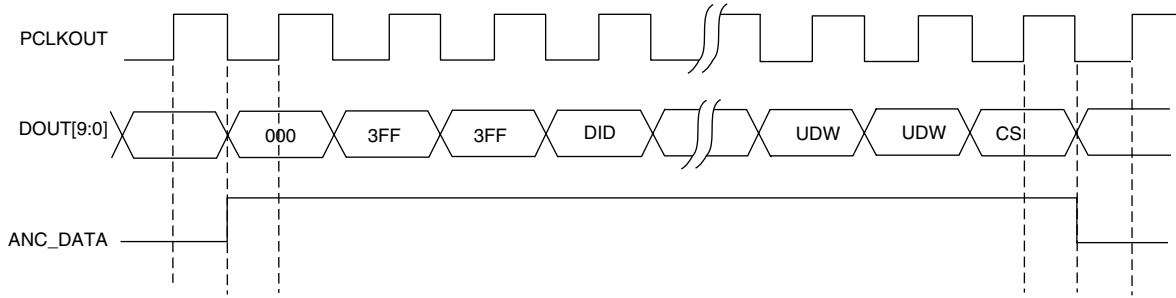 PCLKOUT
DOUT[9:0] 000 3FF 3FF DID UDW UDW CS
ANC_DATA